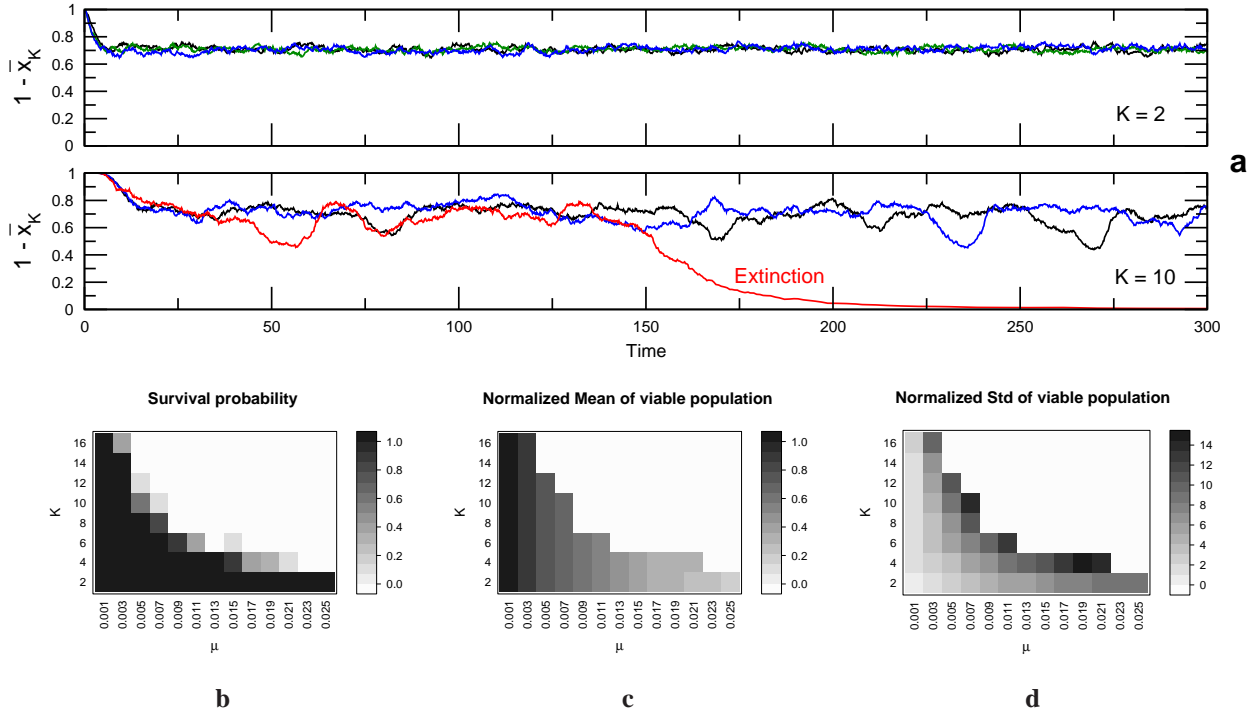 1
0.8
0.6
0.4
0.2
0
1 - x̄_K
K = 2
a
1
0.8
0.6
0.4
0.2
0
1 - x̄_K
Extinction
K = 10
0 50 100 150 200 250 300
Time
Survival probability
16
14
12
10
8
6
4
2
K
0.001 0.003 0.005 0.007 0.009 0.011 0.013 0.015 0.017 0.019 0.021 0.023 0.025
μ
1.0
0.8
0.6
0.4
0.2
0.0
b
Normalized Mean of viable population
16
14
12
10
8
6
4
2
K
0.001 0.003 0.005 0.007 0.009 0.011 0.013 0.015 0.017 0.019 0.021 0.023 0.025
μ
1.0
0.8
0.6
0.4
0.2
0.0
c
Normalized Std of viable population
16
14
12
10
8
6
4
2
K
0.001 0.003 0.005 0.007 0.009 0.011 0.013 0.015 0.017 0.019 0.021 0.023 0.025
μ
14
12
10
8
6
4
2
0
d